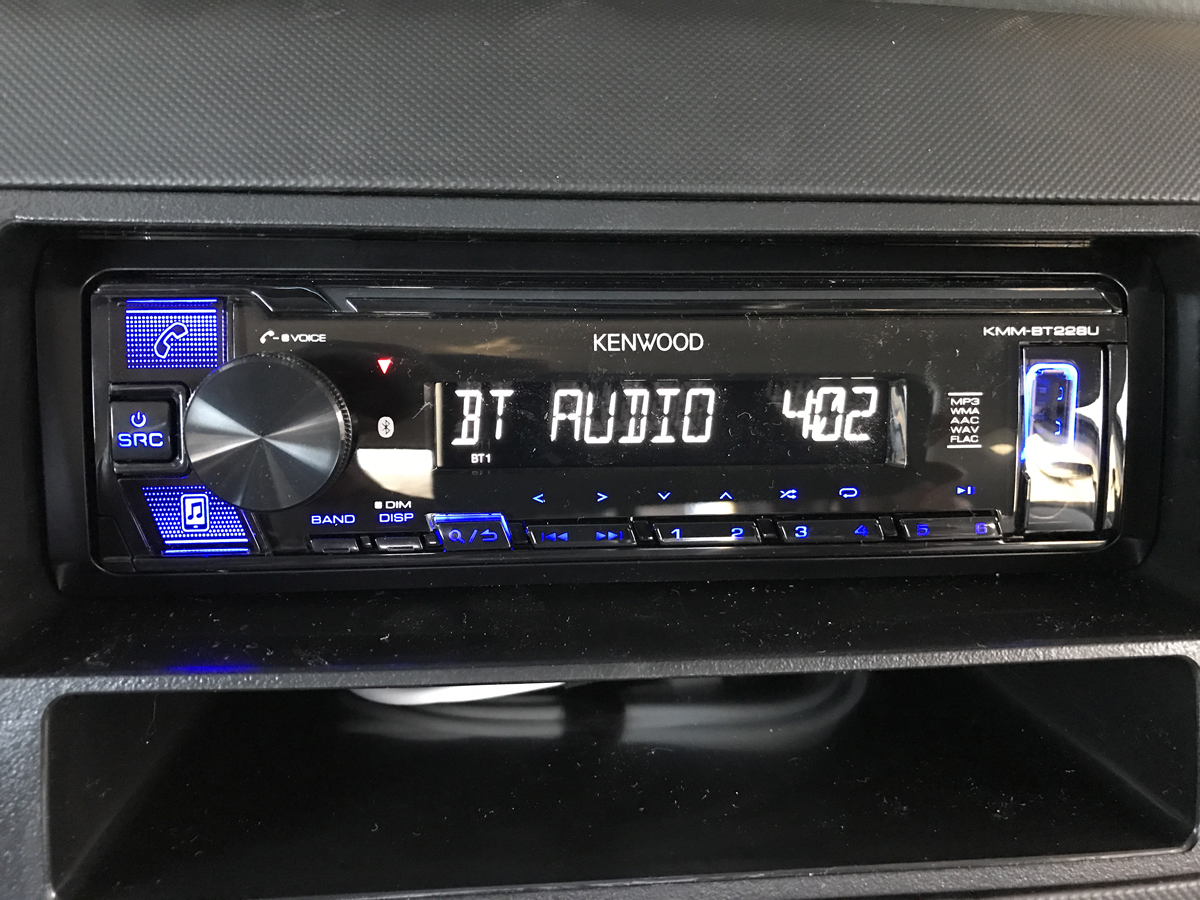 VOICE
KENWOOD
KMM-BT228U
SRC
BT AUDIO 402
BT1
MP3
WMA
AAC
WAV
FLAC
DIM
BAND DISP
1 2 3 4 5 6